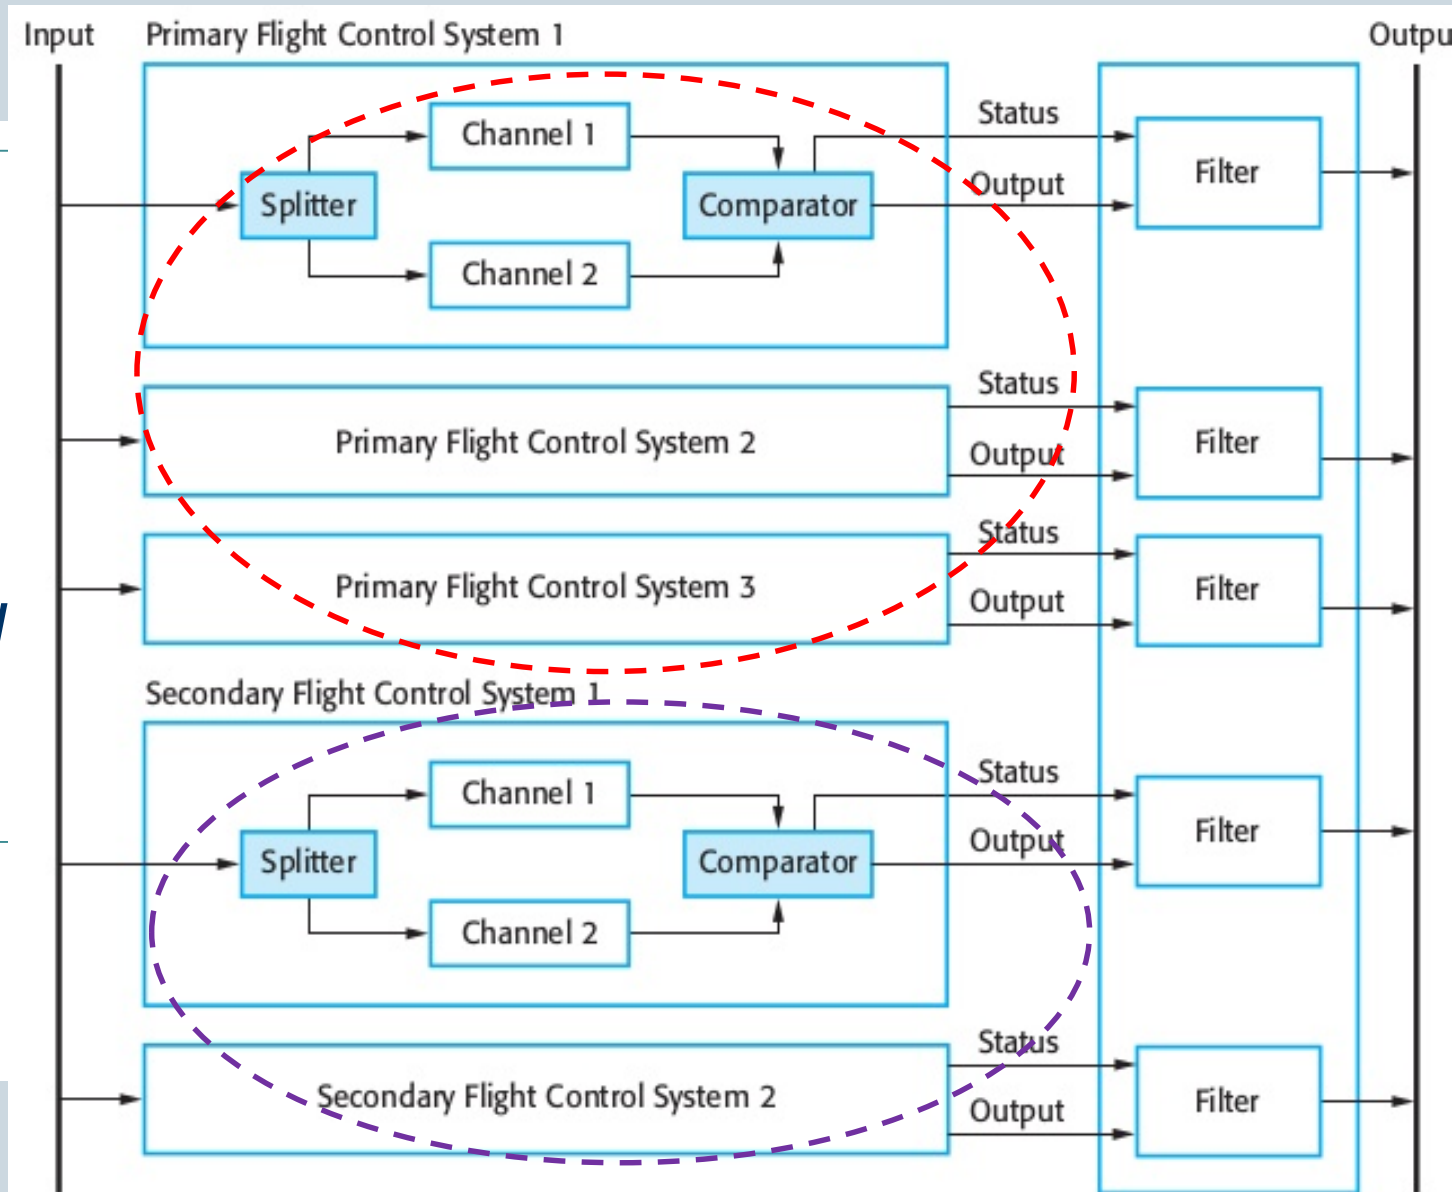 Input
Primary Flight Control System 1
Outpu
Channel 1
Status
Splitter
Comparator
Output
Filter
Channel 2
Status
Primary Flight Control System 2
Output
Filter
Status
Primary Flight Control System 3
Output
Filter
Secondary Flight Control System 1
Channel 1
Status
Splitter
Comparator
Output
Filter
Channel 2
Status
Secondary Flight Control System 2
Output
Filter